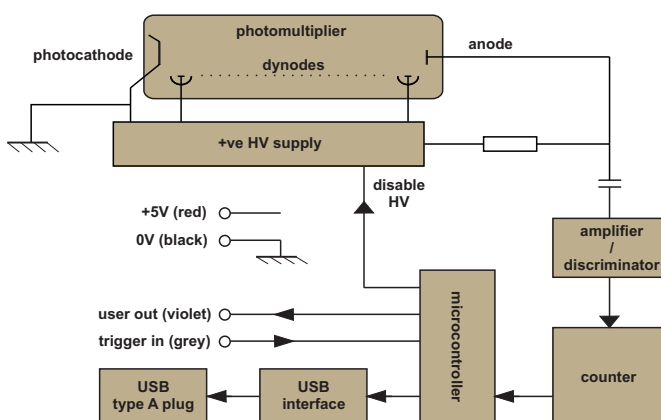 photomultiplier
anode
photocathode
dynodes
+ve HV supply
disable
HV
+5V (red)
0V (black)
amplifier
/
discriminator
user out (violet)
trigger in (grey)
microcontroller
counter
USB
type A plug
USB
interface